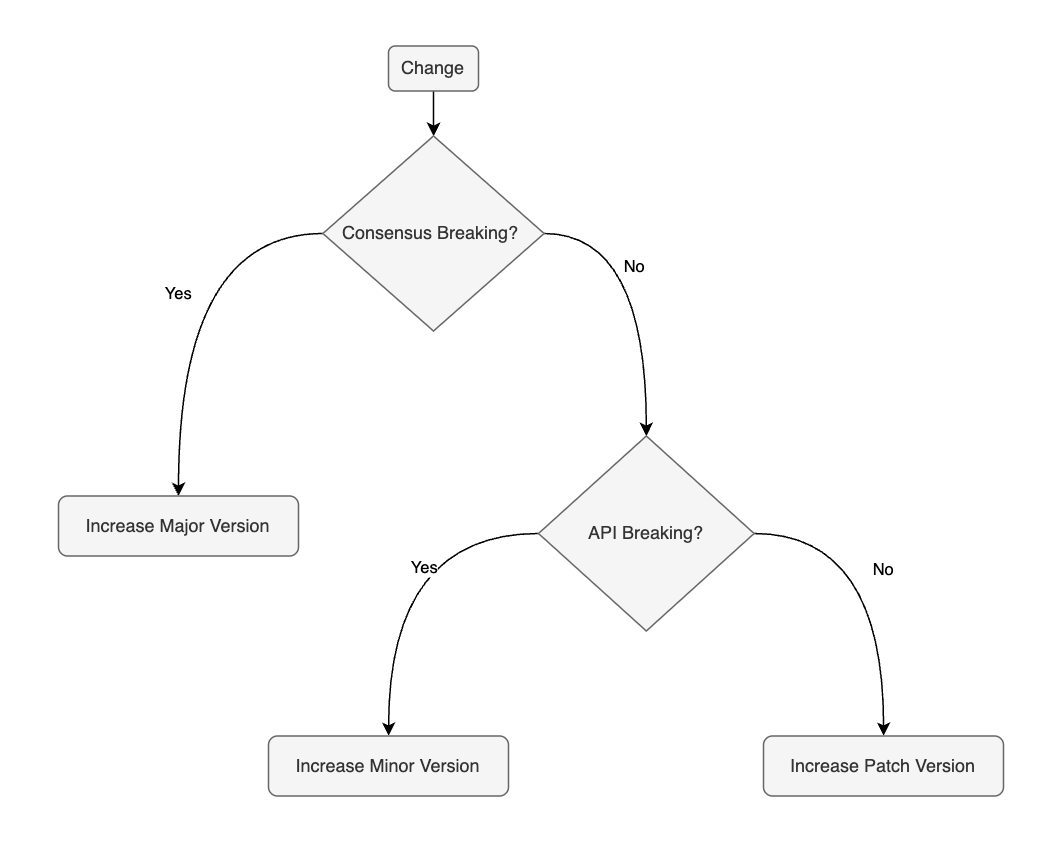 Change
Consensus Breaking?
Yes
No
Increase Major Version
API Breaking?
Yes
No
Increase Minor Version
Increase Patch Version